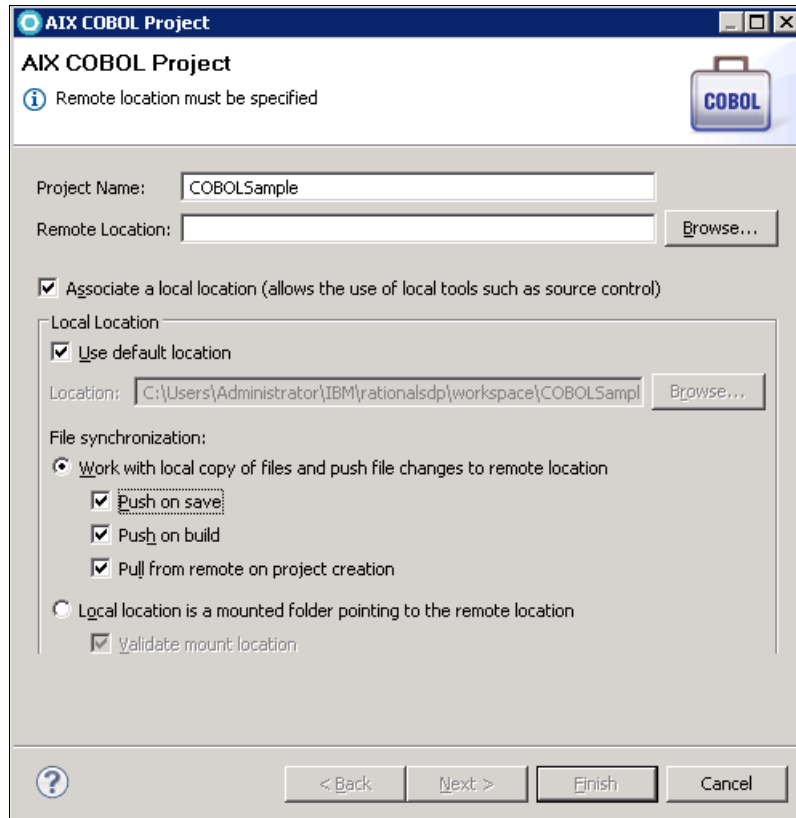 AIX COBOL Project
AIX COBOL Project
Remote location must be specified
COBOL
Project Name: COBOLSample
Remote Location: Browse...
Associate a local location (allows the use of local tools such as source control)
Local Location
Use default location
Location: C:\Users\Administrator\IBM\rationalsdp\workspace\COBOLSampl Browse...
File synchronization:
Work with local copy of files and push file changes to remote location
Push on save
Push on build
Pull from remote on project creation
Local location is a mounted folder pointing to the remote location
Validate mount location
? < Back Next > Finish Cancel